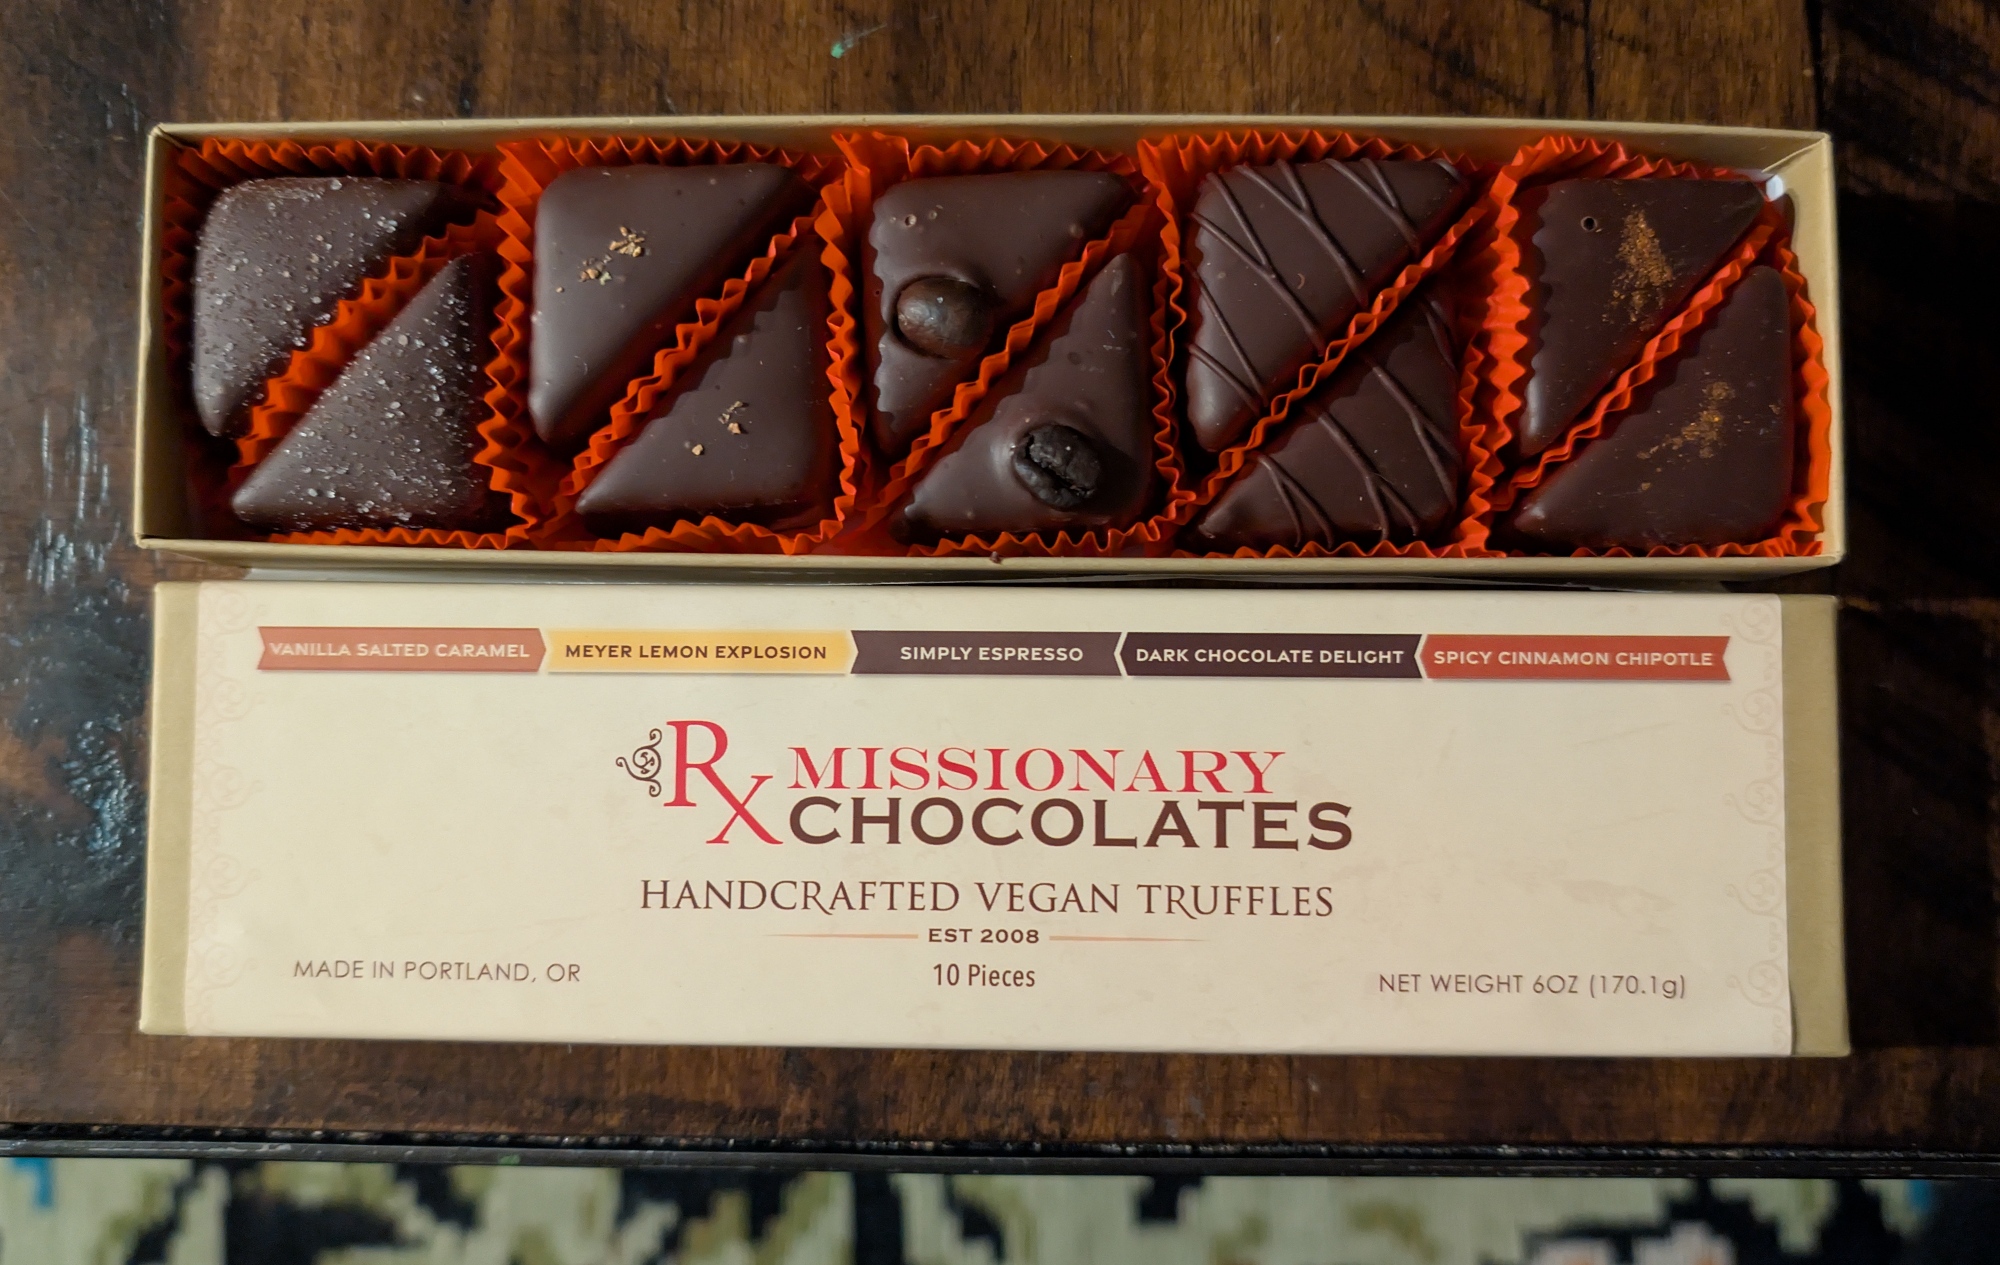 VANILLA SALTED CARAMEL
MEYER LEMON EXPLOSION
SIMPLY ESPRESSO
DARK CHOCOLATE DELIGHT
SPICY CINNAMON CHIPOTLE
Rx MISSIONARY
CHOCOLATES
HANDCRAFTED VEGAN TRUFFLES
EST 2008
MADE IN PORTLAND, OR
10 Pieces
NET WEIGHT 6OZ (170.1g)